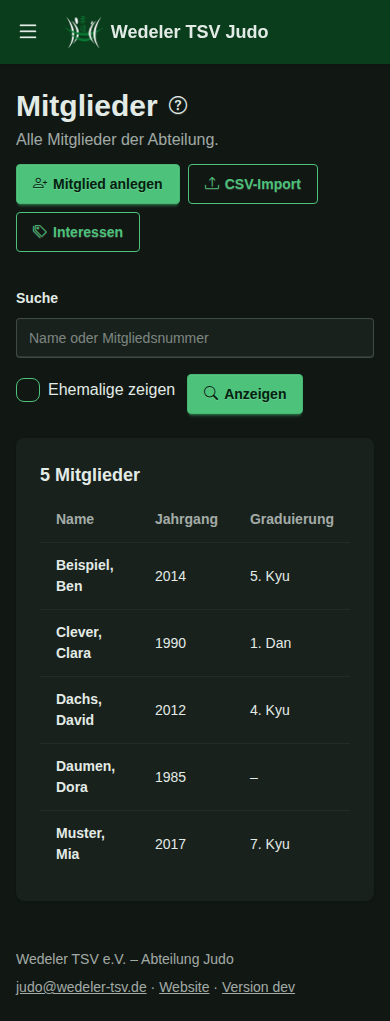 Wedeler TSV Judo
Mitglieder
Alle Mitglieder der Abteilung.
Mitglied anlegen
CSV-Import
Interessen
Suche
Name oder Mitgliedsnummer
Ehemalige zeigen
Anzeigen
5 Mitglieder
Name Jahrgang Graduierung
Beispiel,
Ben
2014 5. Kyu
Clever,
Clara
1990 1. Dan
Dachs,
David
2012 4. Kyu
Daumen,
Dora
1985 –
Muster,
Mia
2017 7. Kyu
Wedeler TSV e.V. – Abteilung Judo
judo@wedeler-tsv.de · Website · Version dev